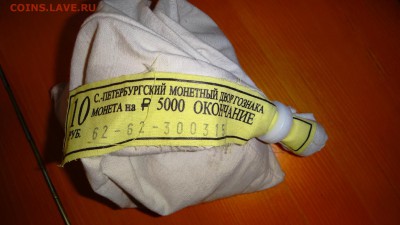 COINS.LAVE.RU
С.-ПЕТЕРБУРГСКИЙ МОНЕТНЫЙ ДВОР ГОЗНАКА
10 МОНЕТА на ₽ 5000 ОКОНЧАНИЕ
РУБ
62-62-30031